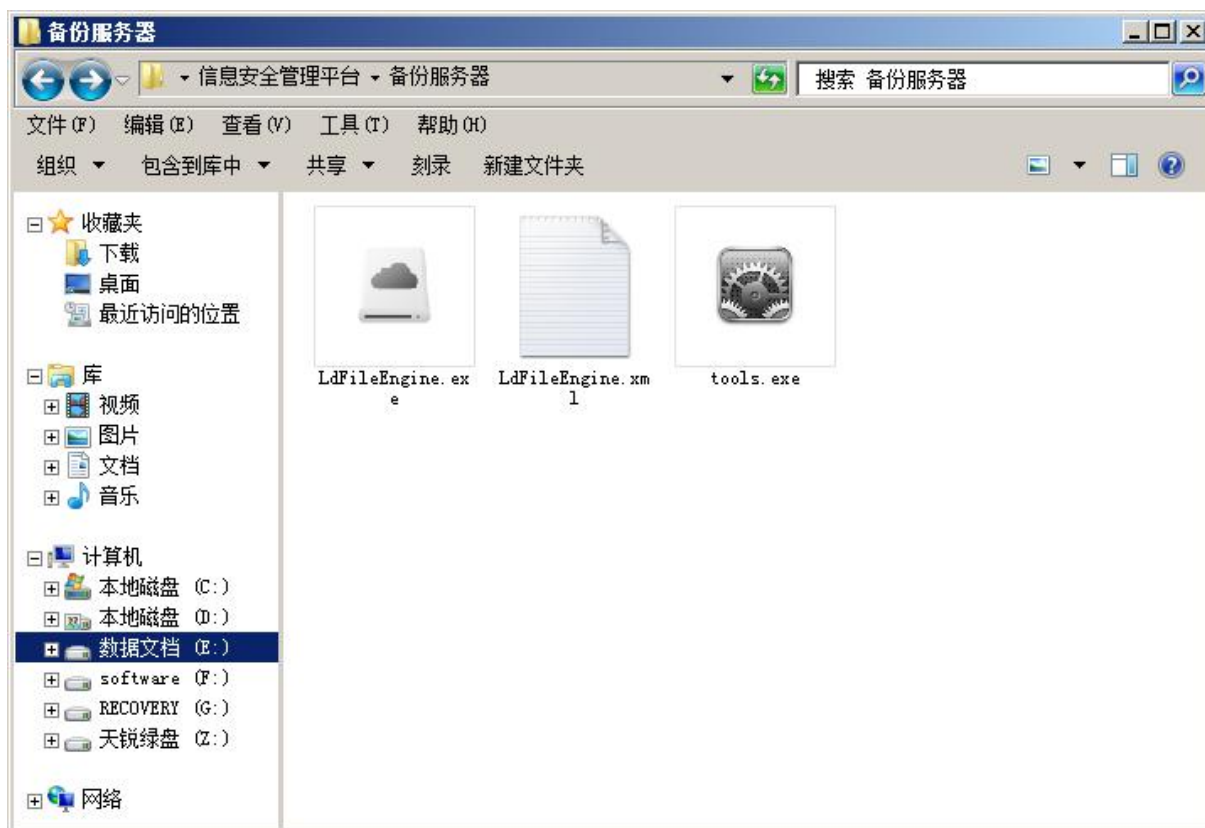 备份服务器
信息安全管理平台 备份服务器
搜索 备份服务器
文件(F) 编辑(E) 查看(V) 工具(T) 帮助(H)
组织 包含到库中 共享 刻录 新建文件夹
收藏夹
下载
桌面
最近访问的位置
库
视频
图片
文档
音乐
计算机
本地磁盘 (C:)
本地磁盘 (D:)
数据文档 (E:)
software (F:)
RECOVERY (G:)
天锐绿盘 (Z:)
网络
LdFileEngine.ex
e
LdFileEngine.xm
l
tools.exe